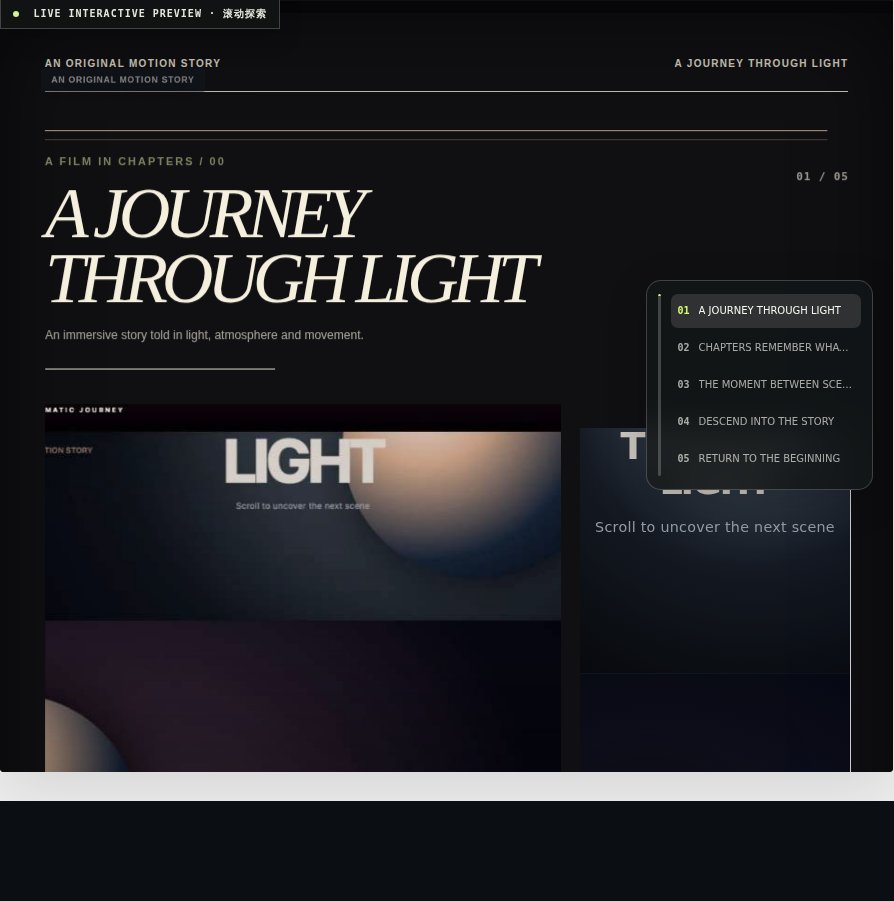 LIVE INTERACTIVE PREVIEW · 滚动探索
AN ORIGINAL MOTION STORY
A JOURNEY THROUGH LIGHT
AN ORIGINAL MOTION STORY
A FILM IN CHAPTERS / 00
01 / 05
A JOURNEY
THROUGH LIGHT
An immersive story told in light, atmosphere and movement.
01 A JOURNEY THROUGH LIGHT
02 CHAPTERS REMEMBER WHA...
03 THE MOMENT BETWEEN SCE...
04 DESCEND INTO THE STORY
05 RETURN TO THE BEGINNING
MATIC JOURNEY
TION STORY
LIGHT
Scroll to uncover the next scene
T
LIGHT
Scroll to uncover the next scene